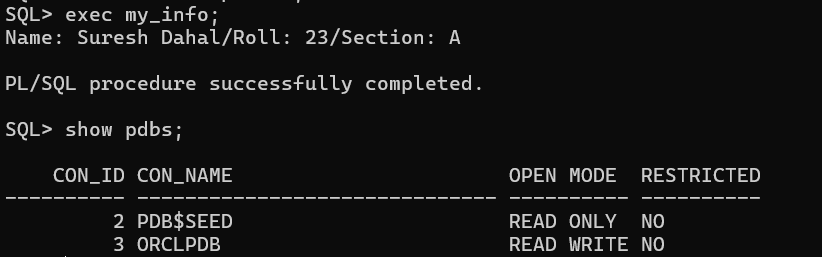 SQL> exec my_info;
Name: Suresh Dahal/Roll: 23/Section: A
PL/SQL procedure successfully completed.
SQL> show pdbs;
    CON_ID CON_NAME                       OPEN MODE  RESTRICTED
---------- ------------------------------ ---------- ----------
         2 PDB$SEED                       READ ONLY  NO
         3 ORCLPDB                        READ WRITE NO